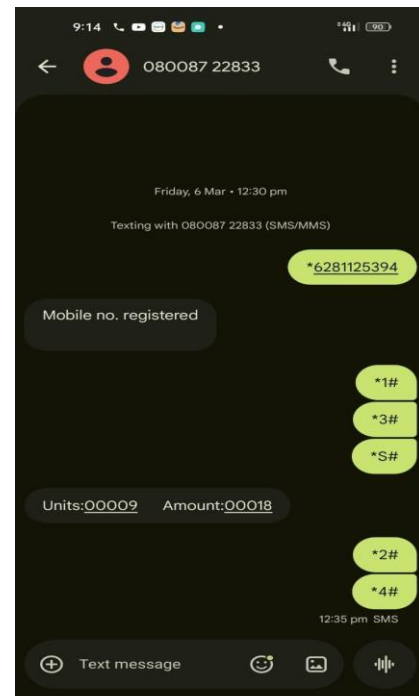 9:14
4G
90
080087 22833
Friday, 6 Mar • 12:30 pm
Texting with 080087 22833 (SMS/MMS)
*6281125394
Mobile no. registered
*1#
*3#
*S#
Units:00009 Amount:00018
*2#
*4#
12:35 pm SMS
Text message